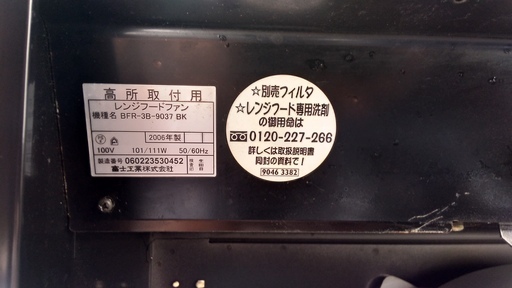 高所取付用
レンジフードファン
機種名 BFR-3B-9037 BK
2006年製
100V 101/111W 50/60Hz
製造番号 060223530452
富士工業株式会社
☆別売フィルタ
☆レンジフード専用洗剤
の御用命は
0120-227-266
詳しくは取扱説明書
同封の資料で!
9046 3382